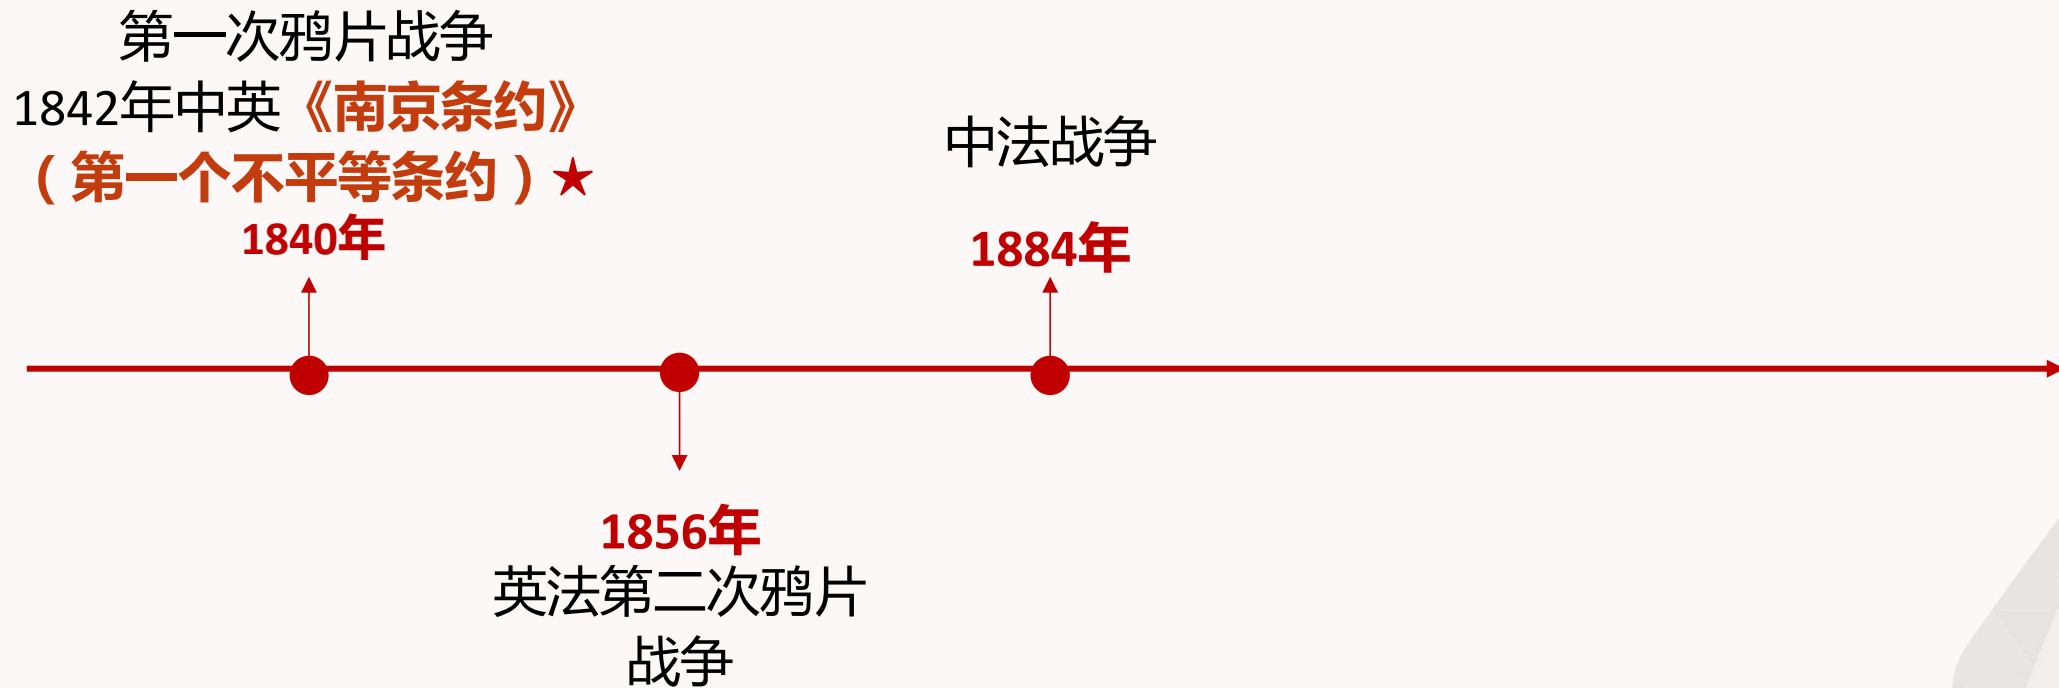 第一次鸦片战争
1842年中英《南京条约》
（第一个不平等条约）★
1840年
中法战争
1884年
1856年
英法第二次鸦片
战争